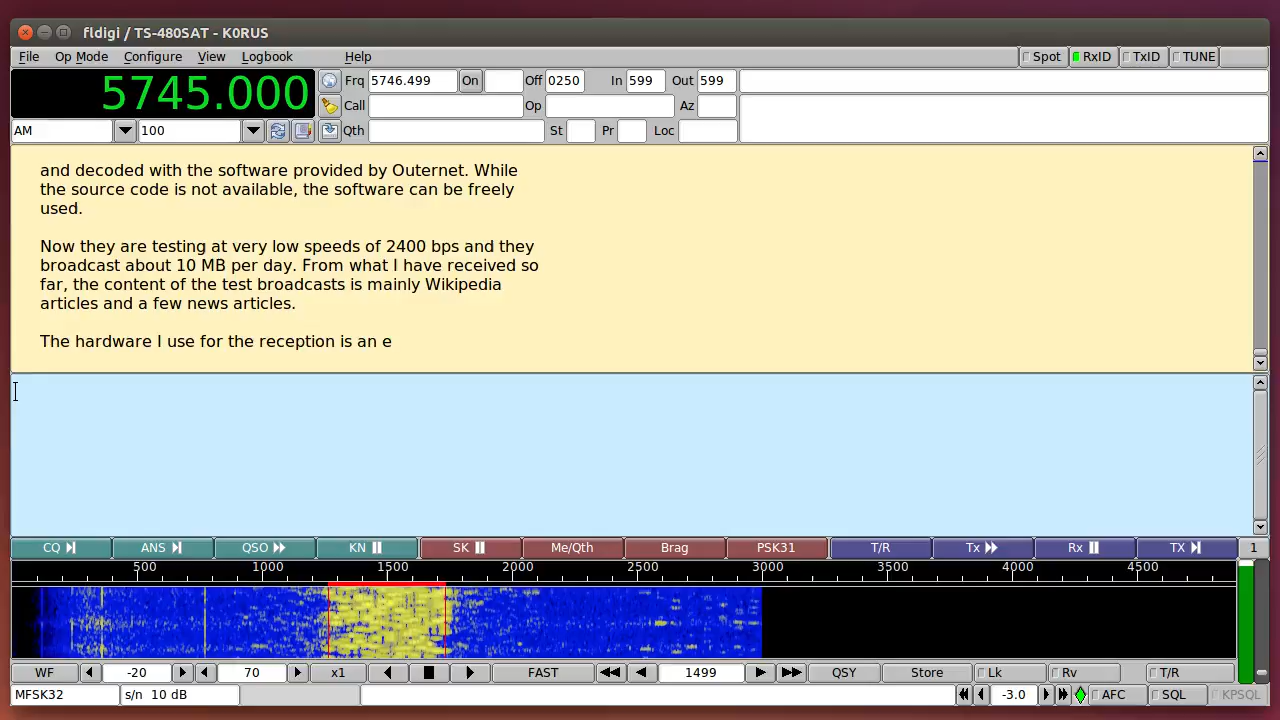 fldigi / TS-480SAT - K0RUS
File Op Mode Configure View Logbook Help Spot RxID TxID TUNE
5745.000 Frq 5746.499 On Off 0250 In 599 Out 599
Call Op Az
AM 100 Qth St Pr Loc
and decoded with the software provided by Outernet. While
the source code is not available, the software can be freely
used.
Now they are testing at very low speeds of 2400 bps and they
broadcast about 10 MB per day. From what I have received so
far, the content of the test broadcasts is mainly Wikipedia
articles and a few news articles.
The hardware I use for the reception is an e
CQ ANS QSO KN SK Me/Qth Brag PSK31 T/R Tx Rx TX 1
500 1000 1500 2000 2500 3000 3500 4000 4500
WF -20 70 x1 FAST 1499 QSY Store Lk Rv T/R
MFSK32 s/n 10 dB -3.0 AFC SQL KPSQL